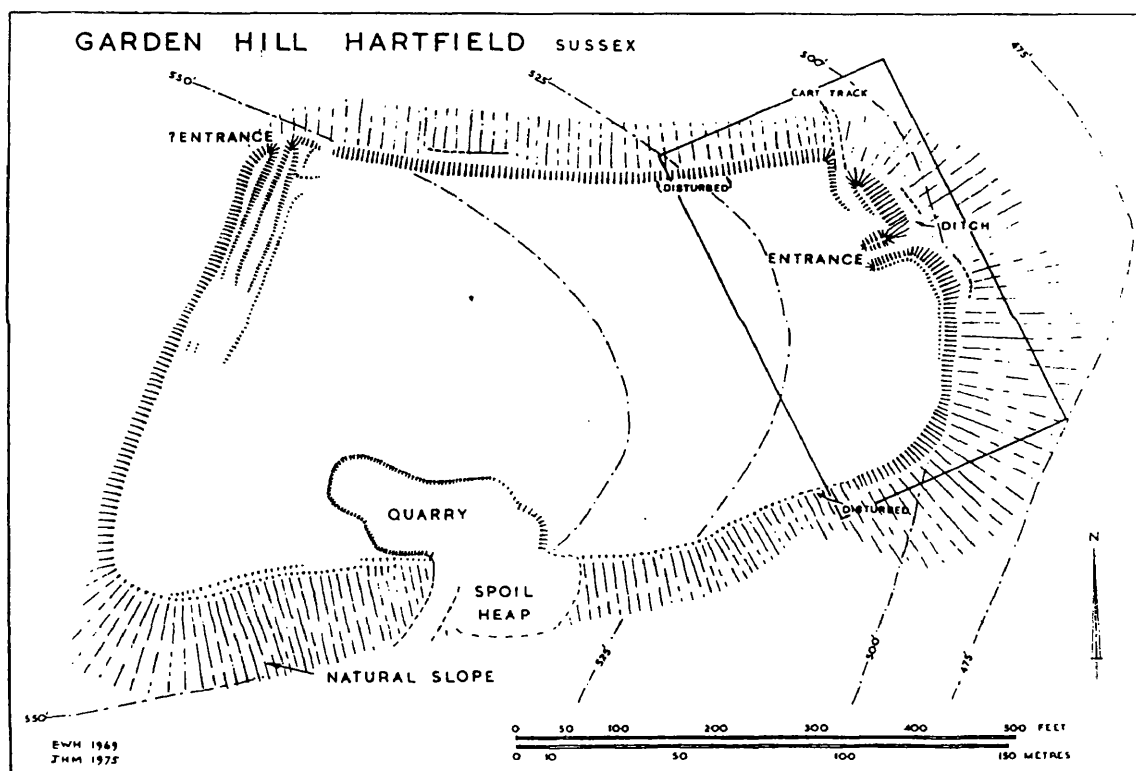 GARDEN HILL HARTFIELD SUSSEX
550'
525'
500'
475'
CART TRACK
?ENTRANCE
DISTURBED
DITCH
ENTRANCE
QUARRY
DISTURBED
N
SPOIL
HEAP
NATURAL SLOPE
525'
500'
475'
550'
0 50 100 200 300 400 500 FEET
0 10 50 100 150 METRES
EWH 1969
JHM 1975